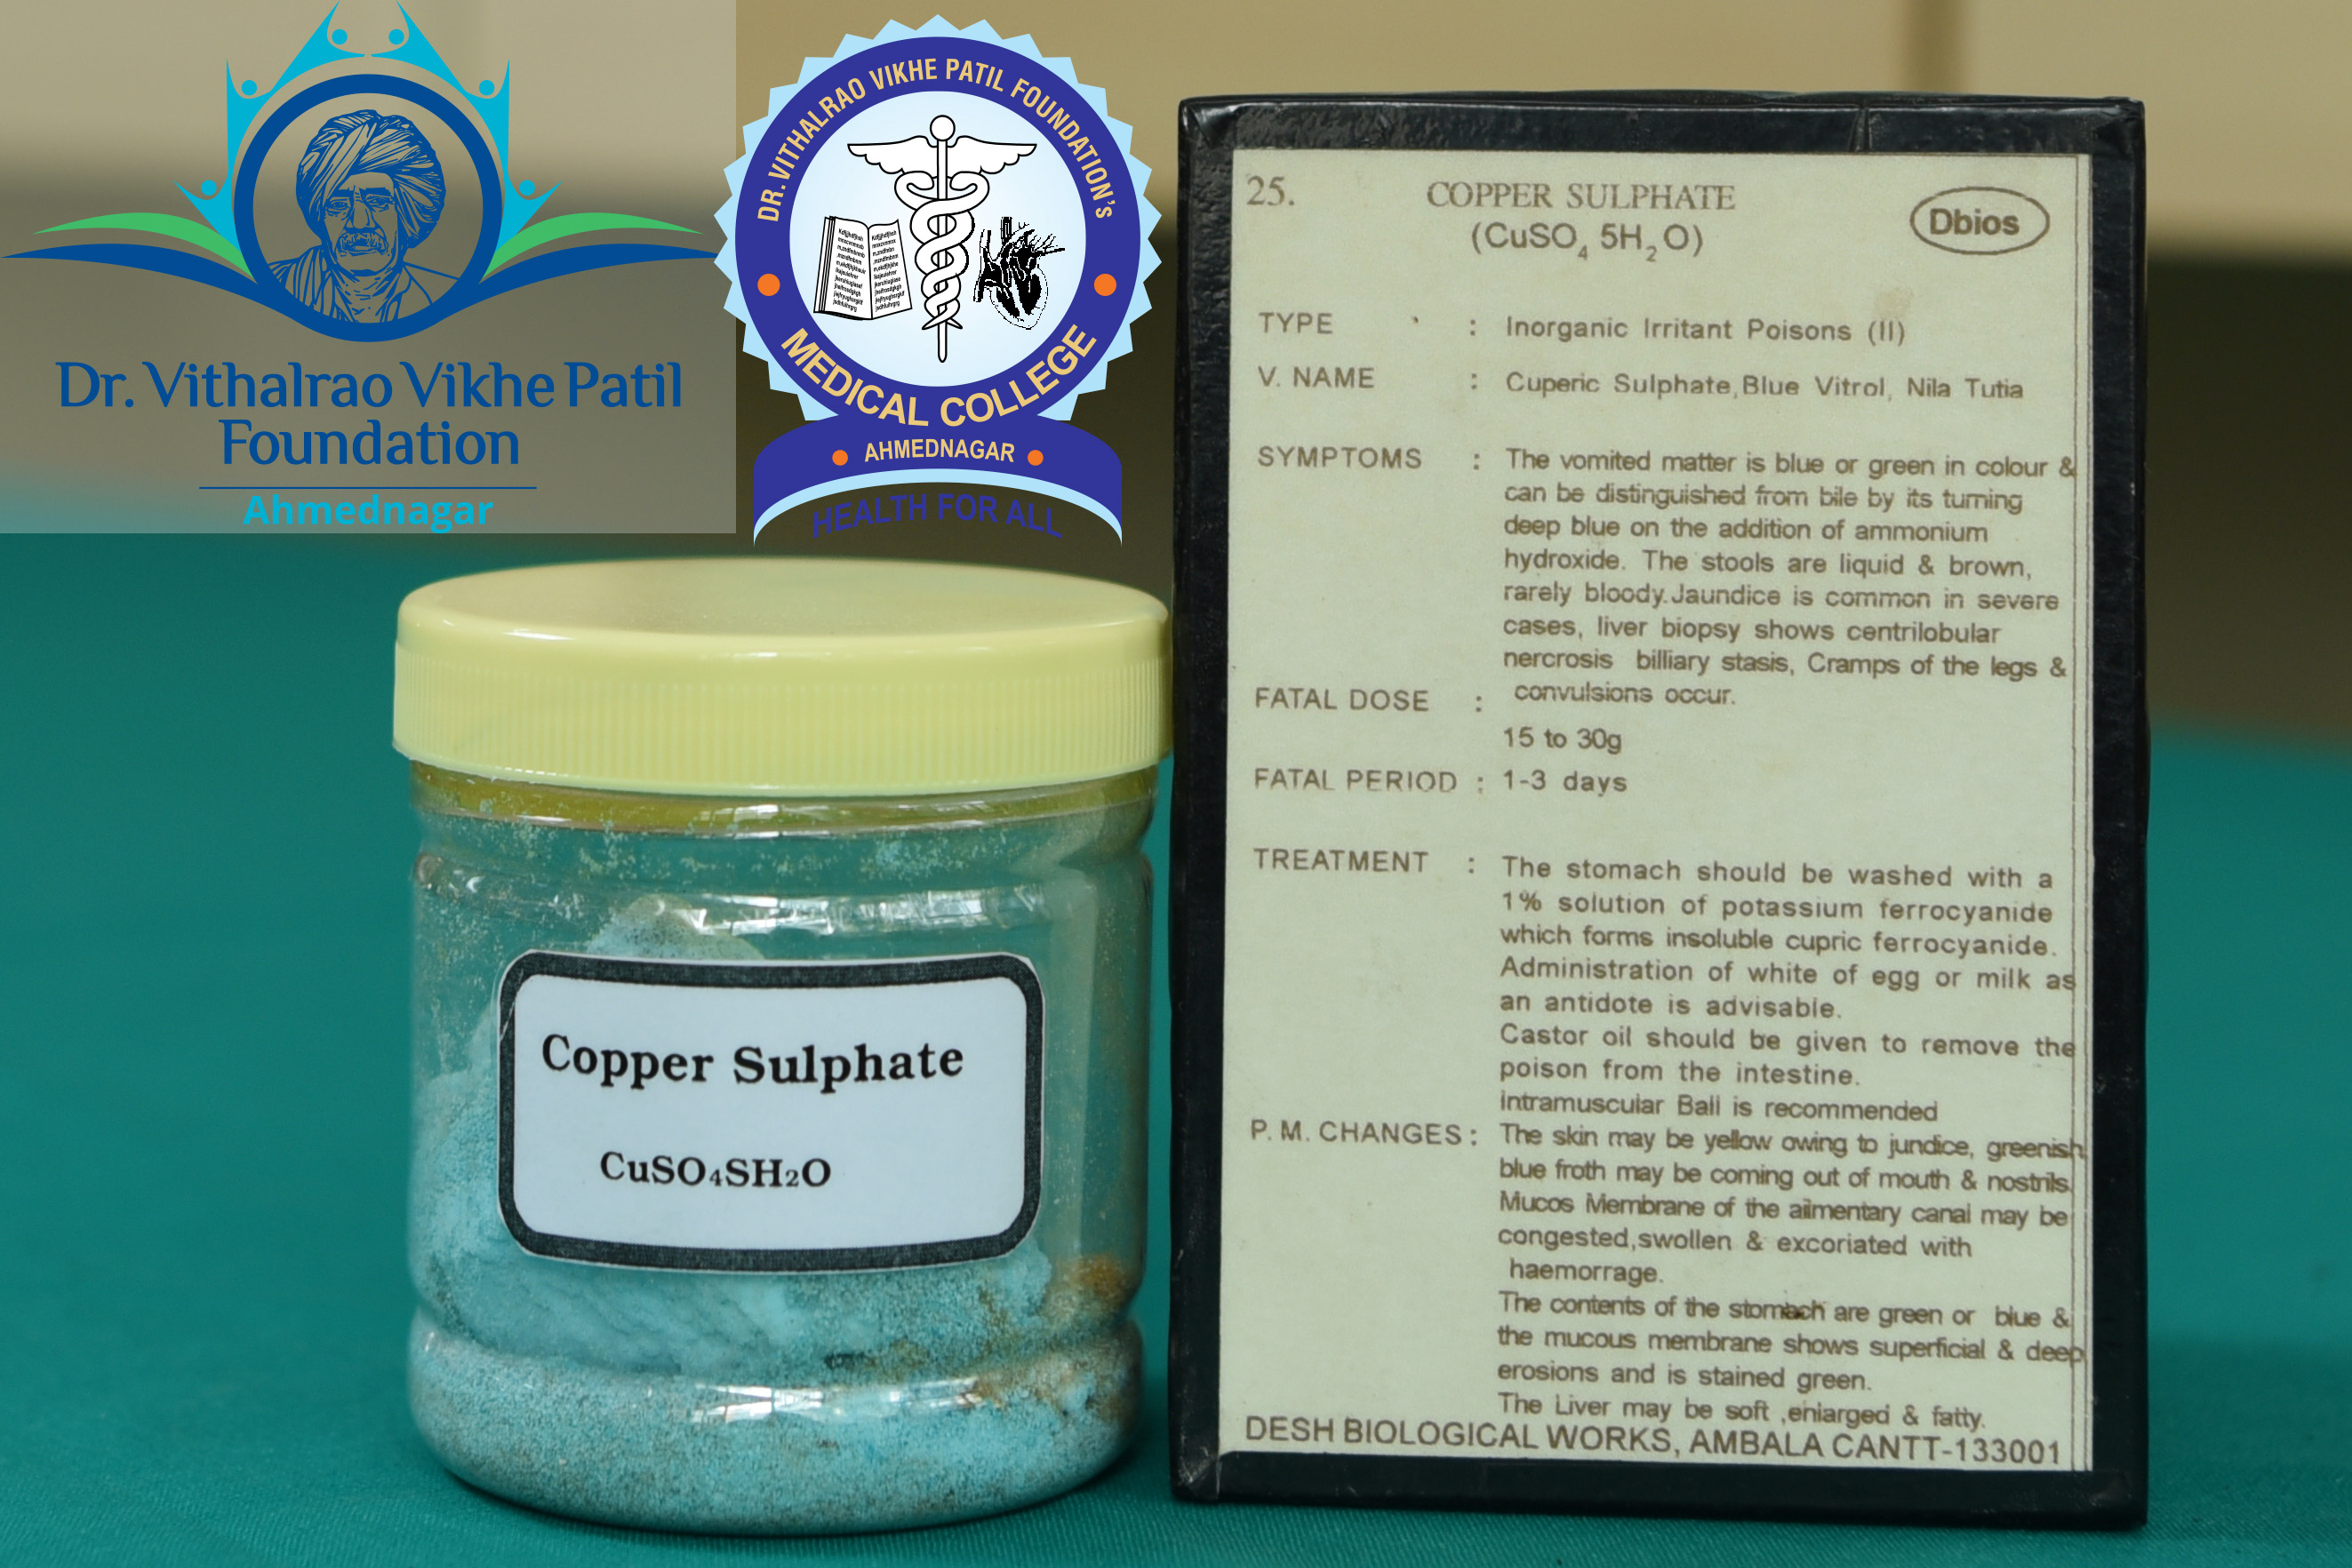 Dr. Vithalrao Vikhe Patil
Foundation
Ahmednagar
DR. VITHALRAO VIKHE PATIL FOUNDATION'S
MEDICAL COLLEGE
AHMEDNAGAR
HEALTH FOR ALL
Copper Sulphate
CuSO₄SH₂O
25. COPPER SULPHATE
(CuSO₄ 5H₂O)
Dbios
TYPE : Inorganic Irritant Poisons (II)
V. NAME : Cuperic Sulphate,Blue Vitrol, Nila Tutia
SYMPTOMS : The vomited matter is blue or green in colour &
can be distinguished from bile by its turning
deep blue on the addition of ammonium
hydroxide. The stools are liquid & brown,
rarely bloody.Jaundice is common in severe
cases, liver biopsy shows centrilobular
nercrosis billiary stasis, Cramps of the legs &
convulsions occur.
FATAL DOSE :
15 to 30g
FATAL PERIOD : 1-3 days
TREATMENT : The stomach should be washed with a
1% solution of potassium ferrocyanide
which forms insoluble cupric ferrocyanide.
Administration of white of egg or milk as
an antidote is advisable.
Castor oil should be given to remove the
poison from the intestine.
intramuscular Bali is recommended
P. M. CHANGES : The skin may be yellow owing to jundice, greenish
blue froth may be coming out of mouth & nostrils.
Mucos Membrane of the ailmentary canal may be
congested,swollen & excoriated with
haemorrage.
The contents of the stomach are green or blue &
the mucous membrane shows superficial & deep
erosions and is stained green.
The Liver may be soft ,enlarged & fatty.
DESH BIOLOGICAL WORKS, AMBALA CANTT-133001